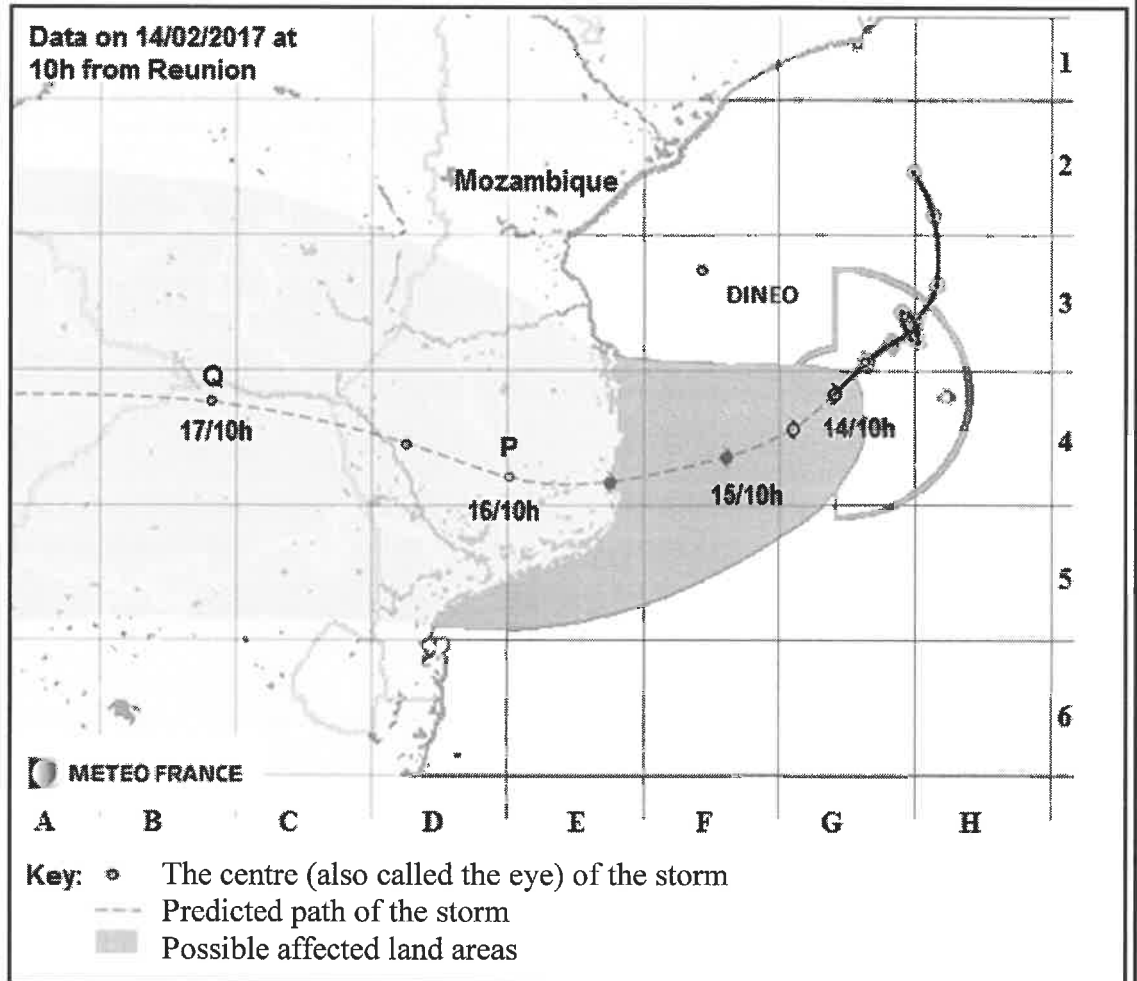 Data on 14/02/2017 at
10h from Reunion
1
2
Mozambique
DINEO
3
Q
17/10h
P
16/10h
15/10h
14/10h
4
5
6
METEO FRANCE
A B C D E F G H
Key: The centre (also called the eye) of the storm
Predicted path of the storm
Possible affected land areas